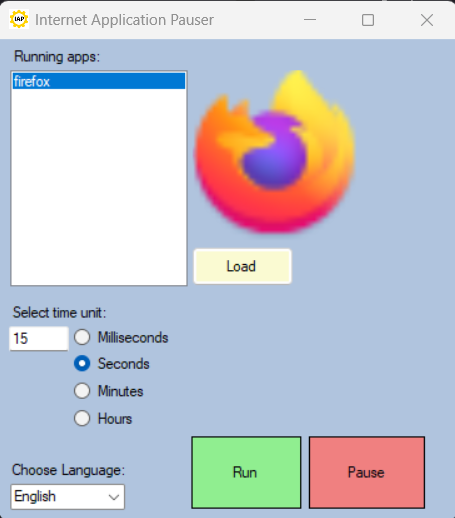 IAP Internet Application Pauser
Running apps:
firefox
Load
Select time unit:
15 Milliseconds
Seconds
Minutes
Hours
Choose Language:
English
Run
Pause